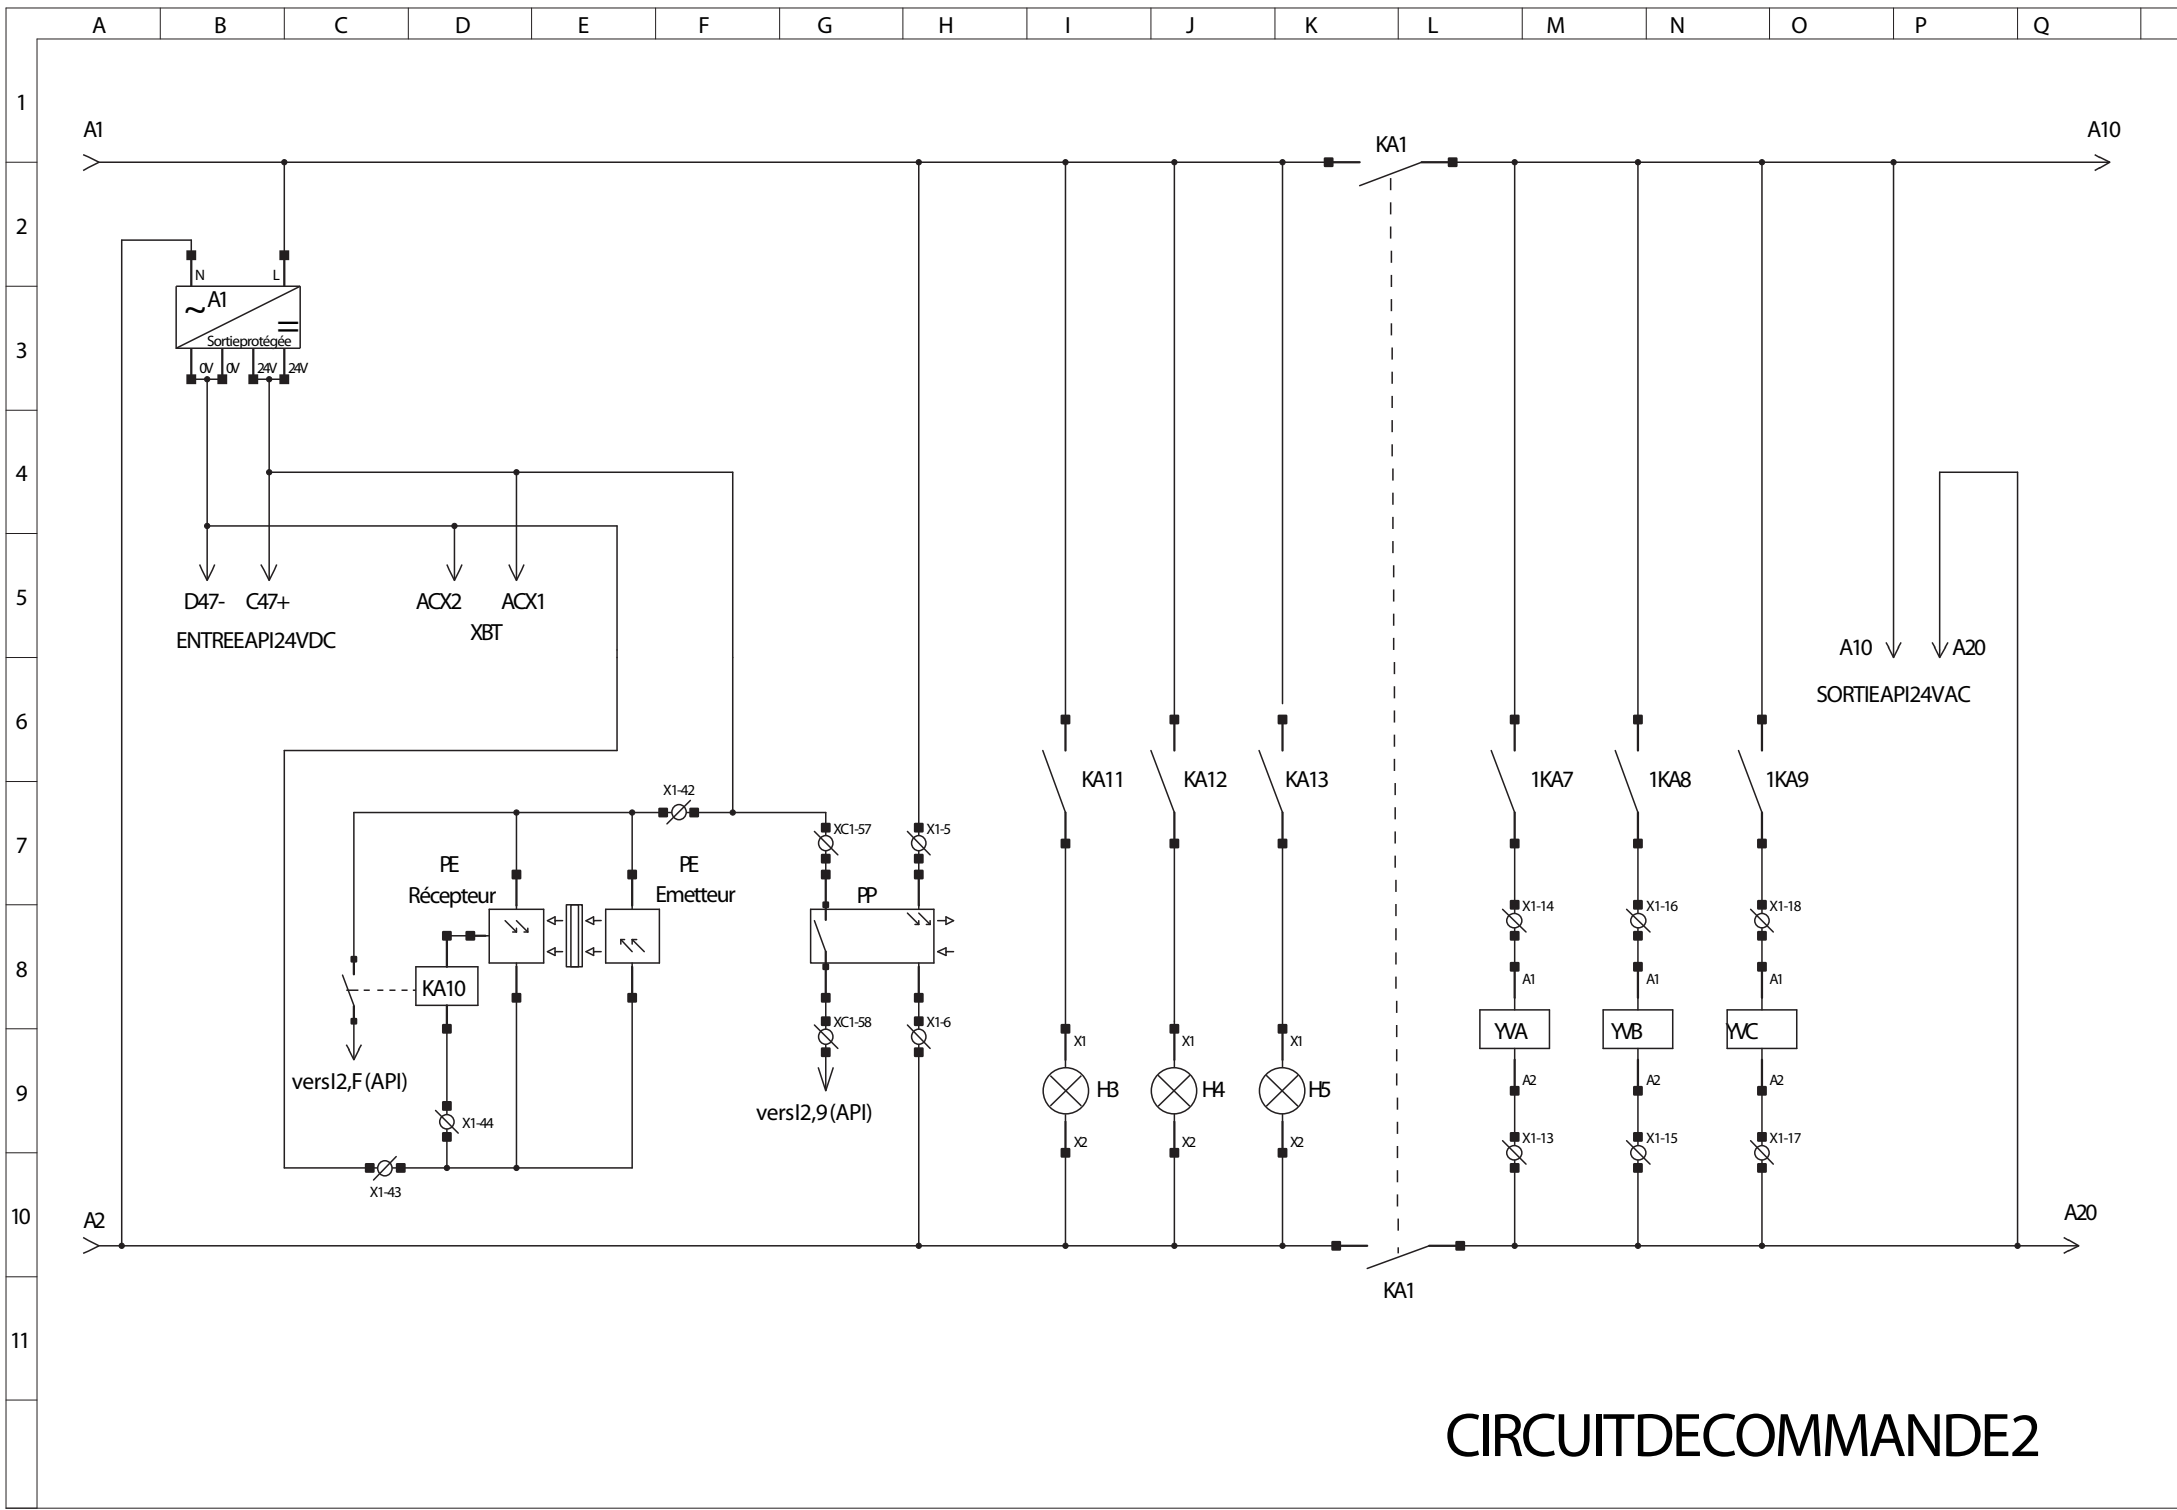 A B C D E F G H I J K L M N O P Q
1
A1
KA1
A10
2
N L
A1
Sortieprotégée
3
0V 0V 24V 24V
4
5
D47- C47+ ACX2 ACX1
ENTREEAPI24VDC
XBT
A10 A20
SORTIEAPI24VAC
6
KA11 KA12 KA13 1KA7 1KA8 1KA9
X1-42
7
XC1-57 X1-5
PE
Récepteur
PE
Emetteur
PP
X1-14 X1-16 X1-18
8
KA10
A1 A1 A1
XC1-58 X1-6
YVA YVB YVC
X1 X1 X1
versI2,F(API)
9
H3 H4 H5
A2 A2 A2
versI2,9(API)
X1-44
X2 X2 X2
X1-13 X1-15 X1-17
X1-43
10
A2
A20
KA1
11
CIRCUITDECOMMANDE2